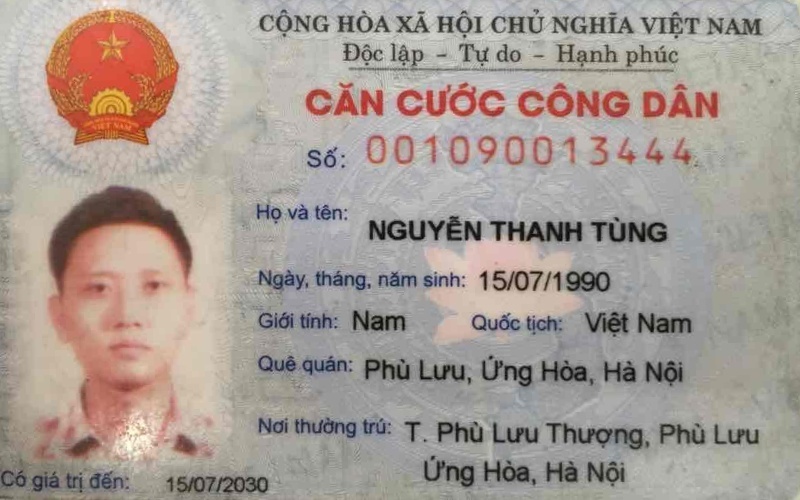 CỘNG HÒA XÃ HỘI CHỦ NGHĨA VIỆT NAM
Độc lập – Tự do – Hạnh phúc
CĂN CƯỚC CÔNG DÂN
Số: 001090013444
Họ và tên: NGUYỄN THANH TÙNG
Ngày, tháng, năm sinh: 15/07/1990
Giới tính: Nam Quốc tịch: Việt Nam
Quê quán: Phù Lưu, Ứng Hòa, Hà Nội
Nơi thường trú: T. Phù Lưu Thượng, Phù Lưu
Ứng Hòa, Hà Nội
Có giá trị đến: 15/07/2030